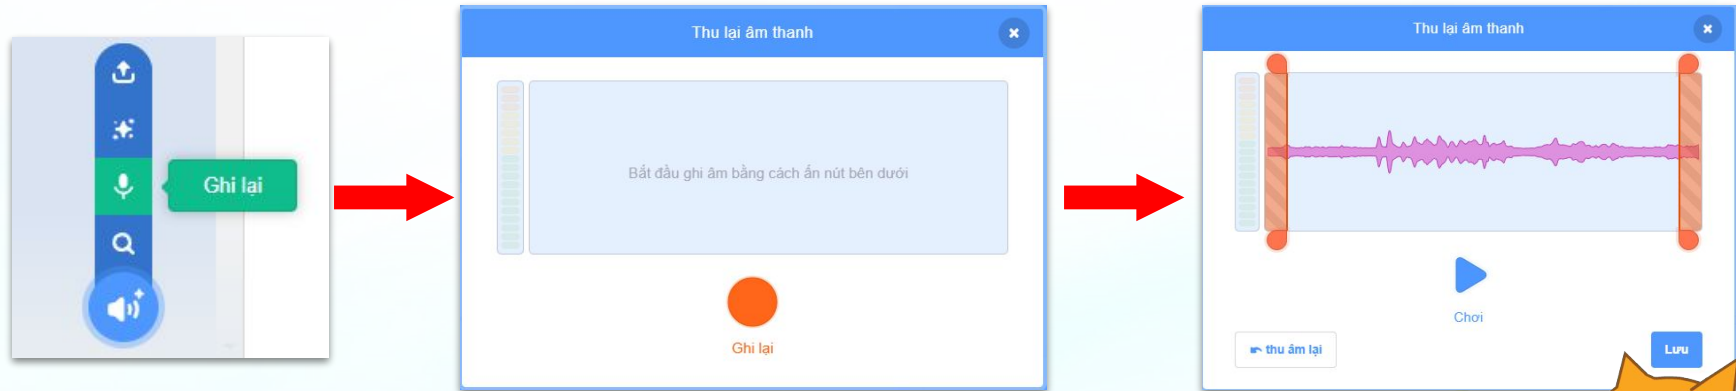 Ghi lại
Thu lại âm thanh
Bắt đầu ghi âm bằng cách ấn nút bên dưới
Ghi lại
Thu lại âm thanh
Chơi
thu âm lại
Lưu